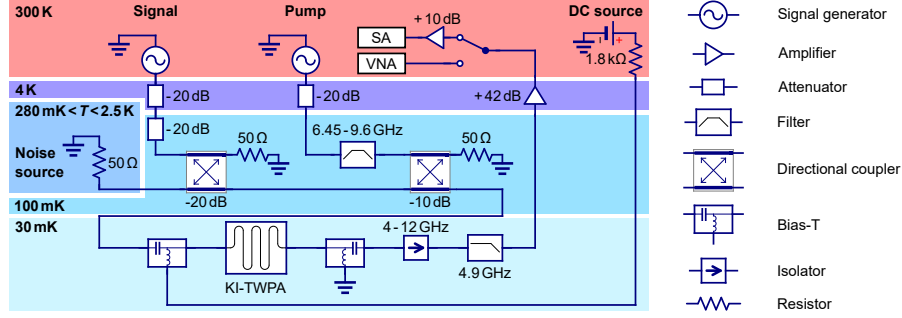 300 K
Signal
Pump
DC source
SA
+10 dB
VNA
1.8 kΩ
4 K
-20 dB
-20 dB
+42 dB
280 mK < T < 2.5 K
-20 dB
Noise
source
50 Ω
50 Ω
6.45 - 9.6 GHz
50 Ω
-20 dB
-10 dB
100 mK
30 mK
4 - 12 GHz
4.9 GHz
KI-TWPA
Signal generator
Amplifier
Attenuator
Filter
Directional coupler
Bias-T
Isolator
Resistor